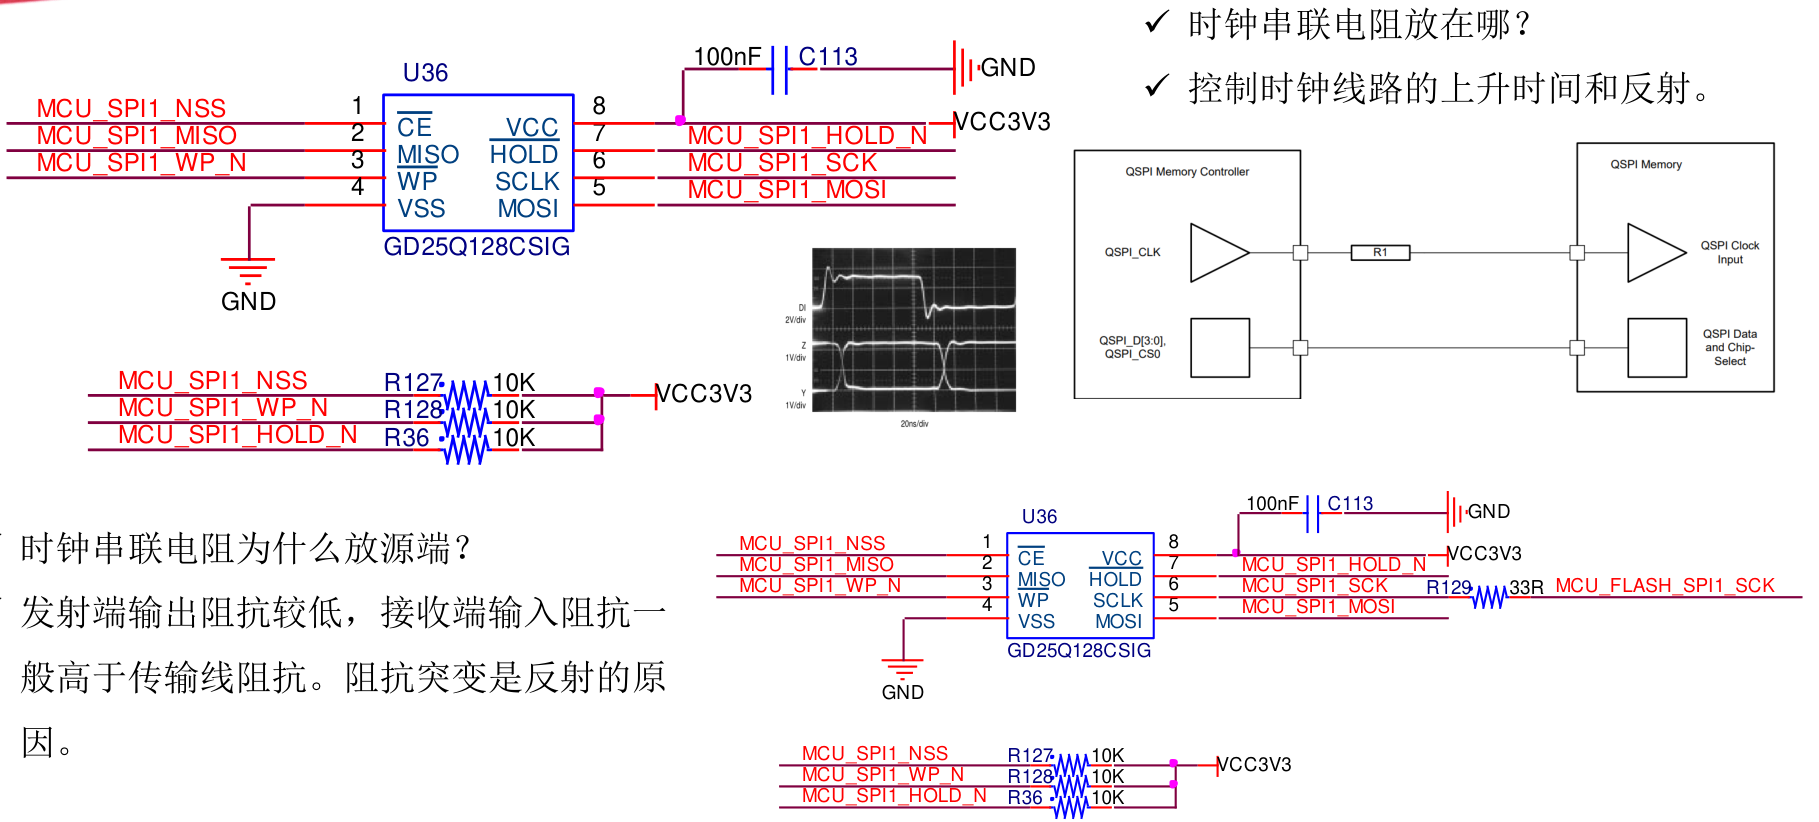 ✓ 时钟串联电阻放在哪？
✓ 控制时钟线路的上升时间和反射。
100nF C113 GND
U36
MCU_SPI1_NSS 1 CE VCC 8 VCC3V3
MCU_SPI1_MISO 2 MISO HOLD 7 MCU_SPI1_HOLD_N
MCU_SPI1_WP_N 3 WP SCLK 6 MCU_SPI1_SCK
4 VSS MOSI 5 MCU_SPI1_MOSI
GD25Q128CSIG
GND
QSPI Memory Controller
QSPI Memory
QSPI_CLK
R1
QSPI Clock
Input
QSPI_D[3:0],
QSPI_CS0
QSPI Data
and Chip-
Select
DI
2V/div
Z
1V/div
Y
1V/div
20ns/div
MCU_SPI1_NSS R127 10K VCC3V3
MCU_SPI1_WP_N R128 10K
MCU_SPI1_HOLD_N R36 10K
时钟串联电阻为什么放源端？
发射端输出阻抗较低，接收端输入阻抗一
般高于传输线阻抗。阻抗突变是反射的原
因。
100nF C113 GND
U36
MCU_SPI1_NSS 1 CE VCC 8 VCC3V3
MCU_SPI1_MISO 2 MISO HOLD 7 MCU_SPI1_HOLD_N
MCU_SPI1_WP_N 3 WP SCLK 6 MCU_SPI1_SCK R129 33R MCU_FLASH_SPI1_SCK
4 VSS MOSI 5 MCU_SPI1_MOSI
GD25Q128CSIG
GND
MCU_SPI1_NSS R127 10K VCC3V3
MCU_SPI1_WP_N R128 10K
MCU_SPI1_HOLD_N R36 10K